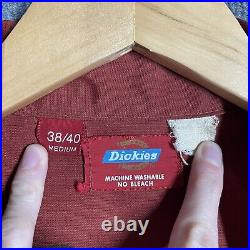 38/40
MEDIUM
Dickies
MACHINE WASHABLE
NO BLEACH